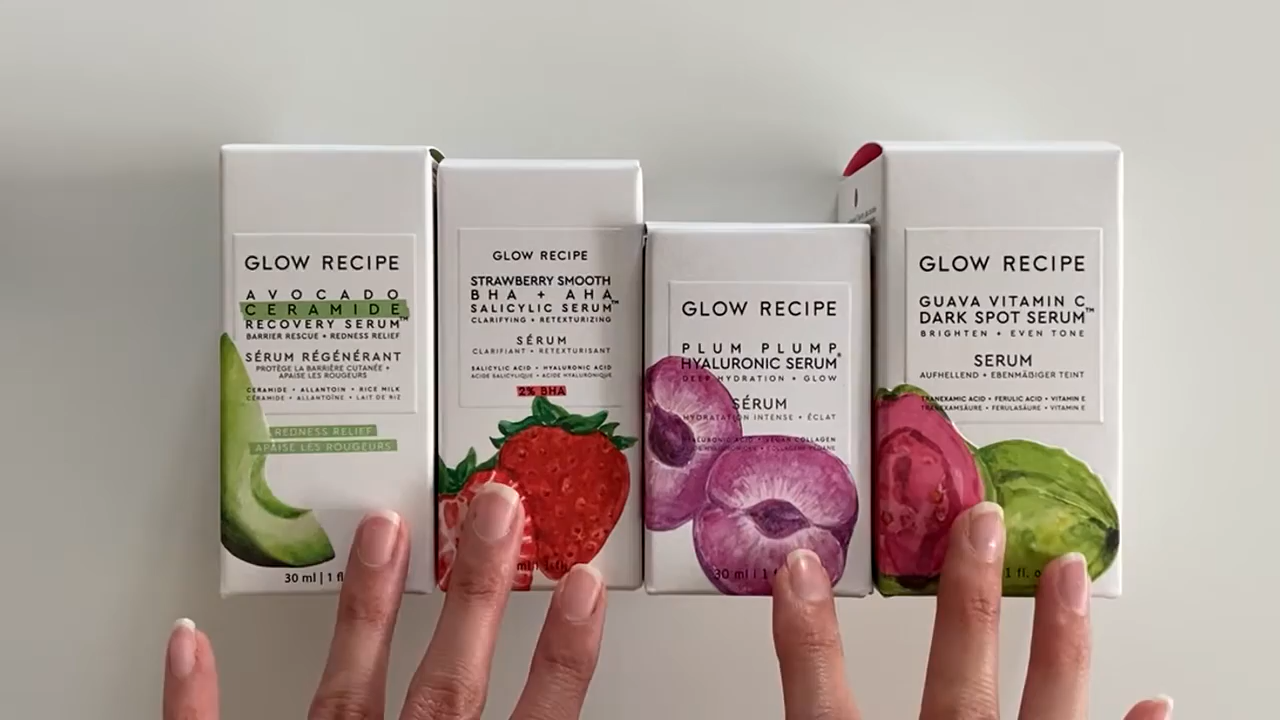 GLOW RECIPE
AVOCADO
CERAMIDE
RECOVERY SERUM™
BARRIER RESCUE • REDNESS RELIEF
SÉRUM RÉGÉNÉRANT
PROTÈGE LA BARRIÈRE CUTANÉE •
APAISE LES ROUGEURS
CERAMIDE • ALLANTOIN • RICE MILK
CÉRAMIDE • ALLANTOÏNE • LAIT DE RIZ
REDNESS RELIEF
APAISE LES ROUGEURS
30 ml | 1 fl
GLOW RECIPE
STRAWBERRY SMOOTH
BHA + AHA
SALICYLIC SERUM™
CLARIFYING • RETEXTURIZING
SÉRUM
CLARIFIANT • RETEXTURISANT
SALICYLIC ACID • HYALURONIC ACID
ACIDE SALICYLIQUE • ACIDE HYALURONIQUE
2% BHA
GLOW RECIPE
PLUM PLUMP
HYALURONIC SERUM®
DEEP HYDRATION • GLOW
SÉRUM
HYDRATATION INTENSE • ÉCLAT
HYALURONIC ACID • VEGAN COLLAGEN
30 ml | 1
GLOW RECIPE
GUAVA VITAMIN C
DARK SPOT SERUM™
BRIGHTEN + EVEN TONE
SERUM
AUFHELLEND • EBENMÄßIGER TEINT
TRANEXAMIC ACID • FERULIC ACID • VITAMIN E
TRANEXAMSÄURE • FERULASÄURE • VITAMIN E
1 fl. o